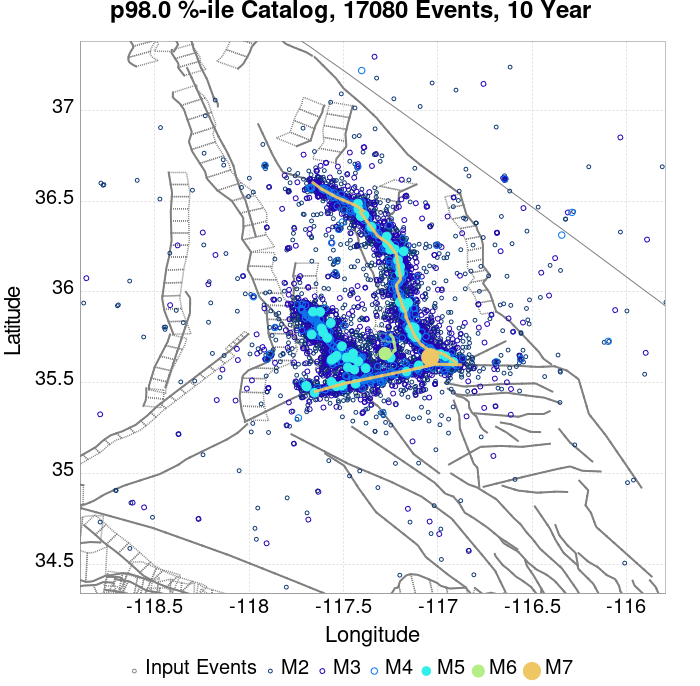 p98.0 %-ile Catalog, 17080 Events, 10 Year
37
36.5
36
35.5
35
34.5
Latitude
-118.5 -118 -117.5 -117 -116.5 -116
Longitude
Input Events M2 M3 M4 M5 M6 M7